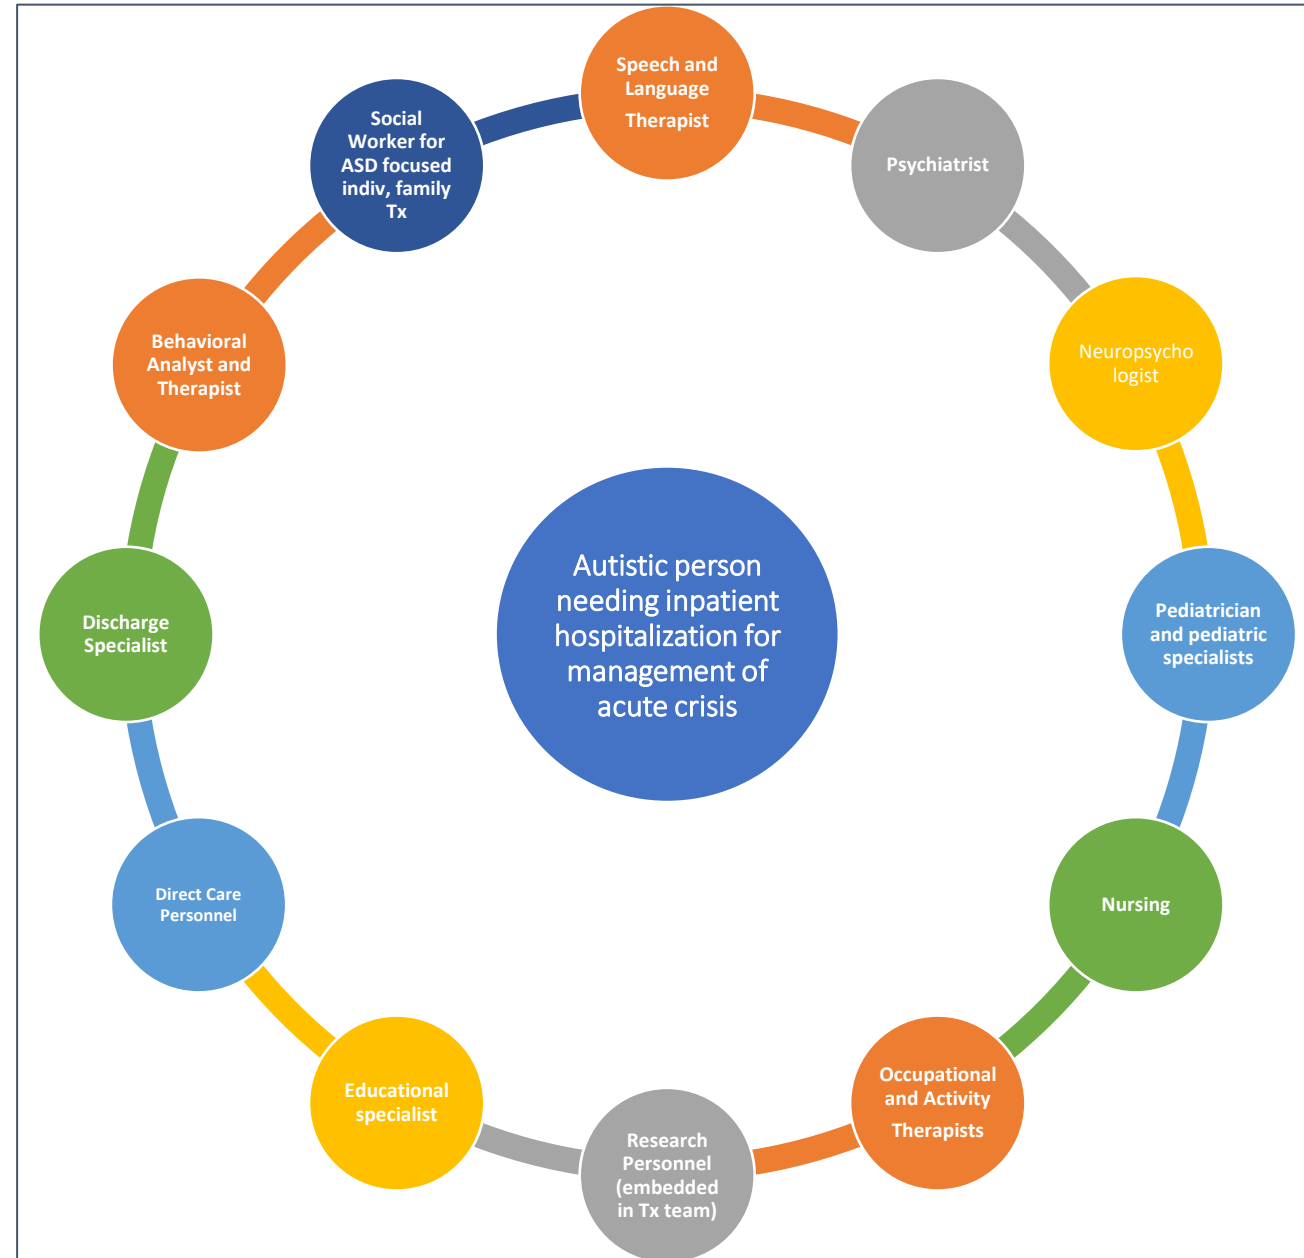 Speech and
Language
Therapist
Psychiatrist
Neuropsycho
logist
Pediatrician
and pediatric
specialists
Nursing
Occupational
and Activity
Therapists
Research
Personnel
(embedded
in Tx team)
Educational
specialist
Direct Care
Personnel
Discharge
Specialist
Behavioral
Analyst and
Therapist
Social
Worker for
ASD focused
indiv, family
Tx
Autistic person
needing inpatient
hospitalization for
management of
acute crisis